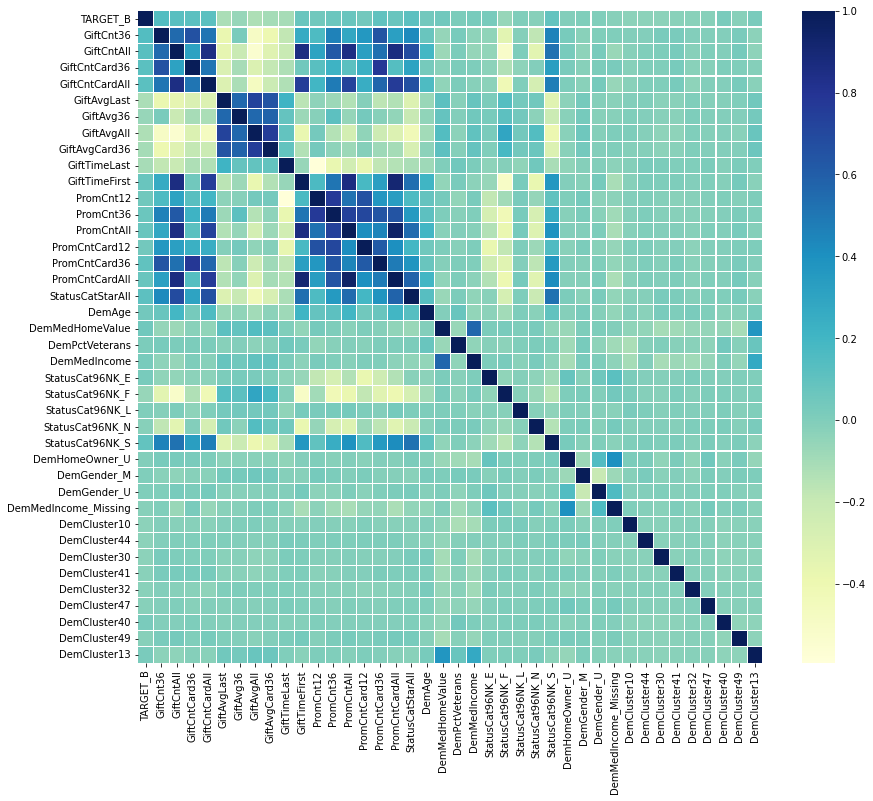 TARGET_B
GiftCnt36
GiftCntAll
GiftCntCard36
GiftCntCardAll
GiftAvgLast
GiftAvg36
GiftAvgAll
GiftAvgCard36
GiftTimeLast
GiftTimeFirst
PromCnt12
PromCnt36
PromCntAll
PromCntCard12
PromCntCard36
PromCntCardAll
StatusCatStarAll
DemAge
DemMedHomeValue
DemPctVeterans
DemMedIncome
StatusCat96NK_E
StatusCat96NK_F
StatusCat96NK_L
StatusCat96NK_N
StatusCat96NK_S
DemHomeOwner_U
DemGender_M
DemGender_U
DemMedIncome_Missing
DemCluster10
DemCluster44
DemCluster30
DemCluster41
DemCluster32
DemCluster47
DemCluster40
DemCluster49
DemCluster13
TARGET_B
GiftCnt36
GiftCntAll
GiftCntCard36
GiftCntCardAll
GiftAvgLast
GiftAvg36
GiftAvgAll
GiftAvgCard36
GiftTimeLast
GiftTimeFirst
PromCnt12
PromCnt36
PromCntAll
PromCntCard12
PromCntCard36
PromCntCardAll
StatusCatStarAll
DemAge
DemMedHomeValue
DemPctVeterans
DemMedIncome
StatusCat96NK_E
StatusCat96NK_F
StatusCat96NK_L
StatusCat96NK_N
StatusCat96NK_S
DemHomeOwner_U
DemGender_M
DemGender_U
DemMedIncome_Missing
DemCluster10
DemCluster44
DemCluster30
DemCluster41
DemCluster32
DemCluster47
DemCluster40
DemCluster49
DemCluster13
1.0
0.8
0.6
0.4
0.2
0.0
−0.2
−0.4